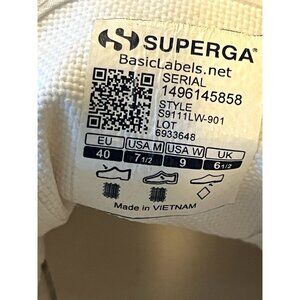 SUPERGA®
BasicLabels.net
SERIAL
1496145858
STYLE
S9111LW-901
LOT
6933648
EU USA M USA W UK
40 7 1/2 9 6 1/2
Made in VIETNAM